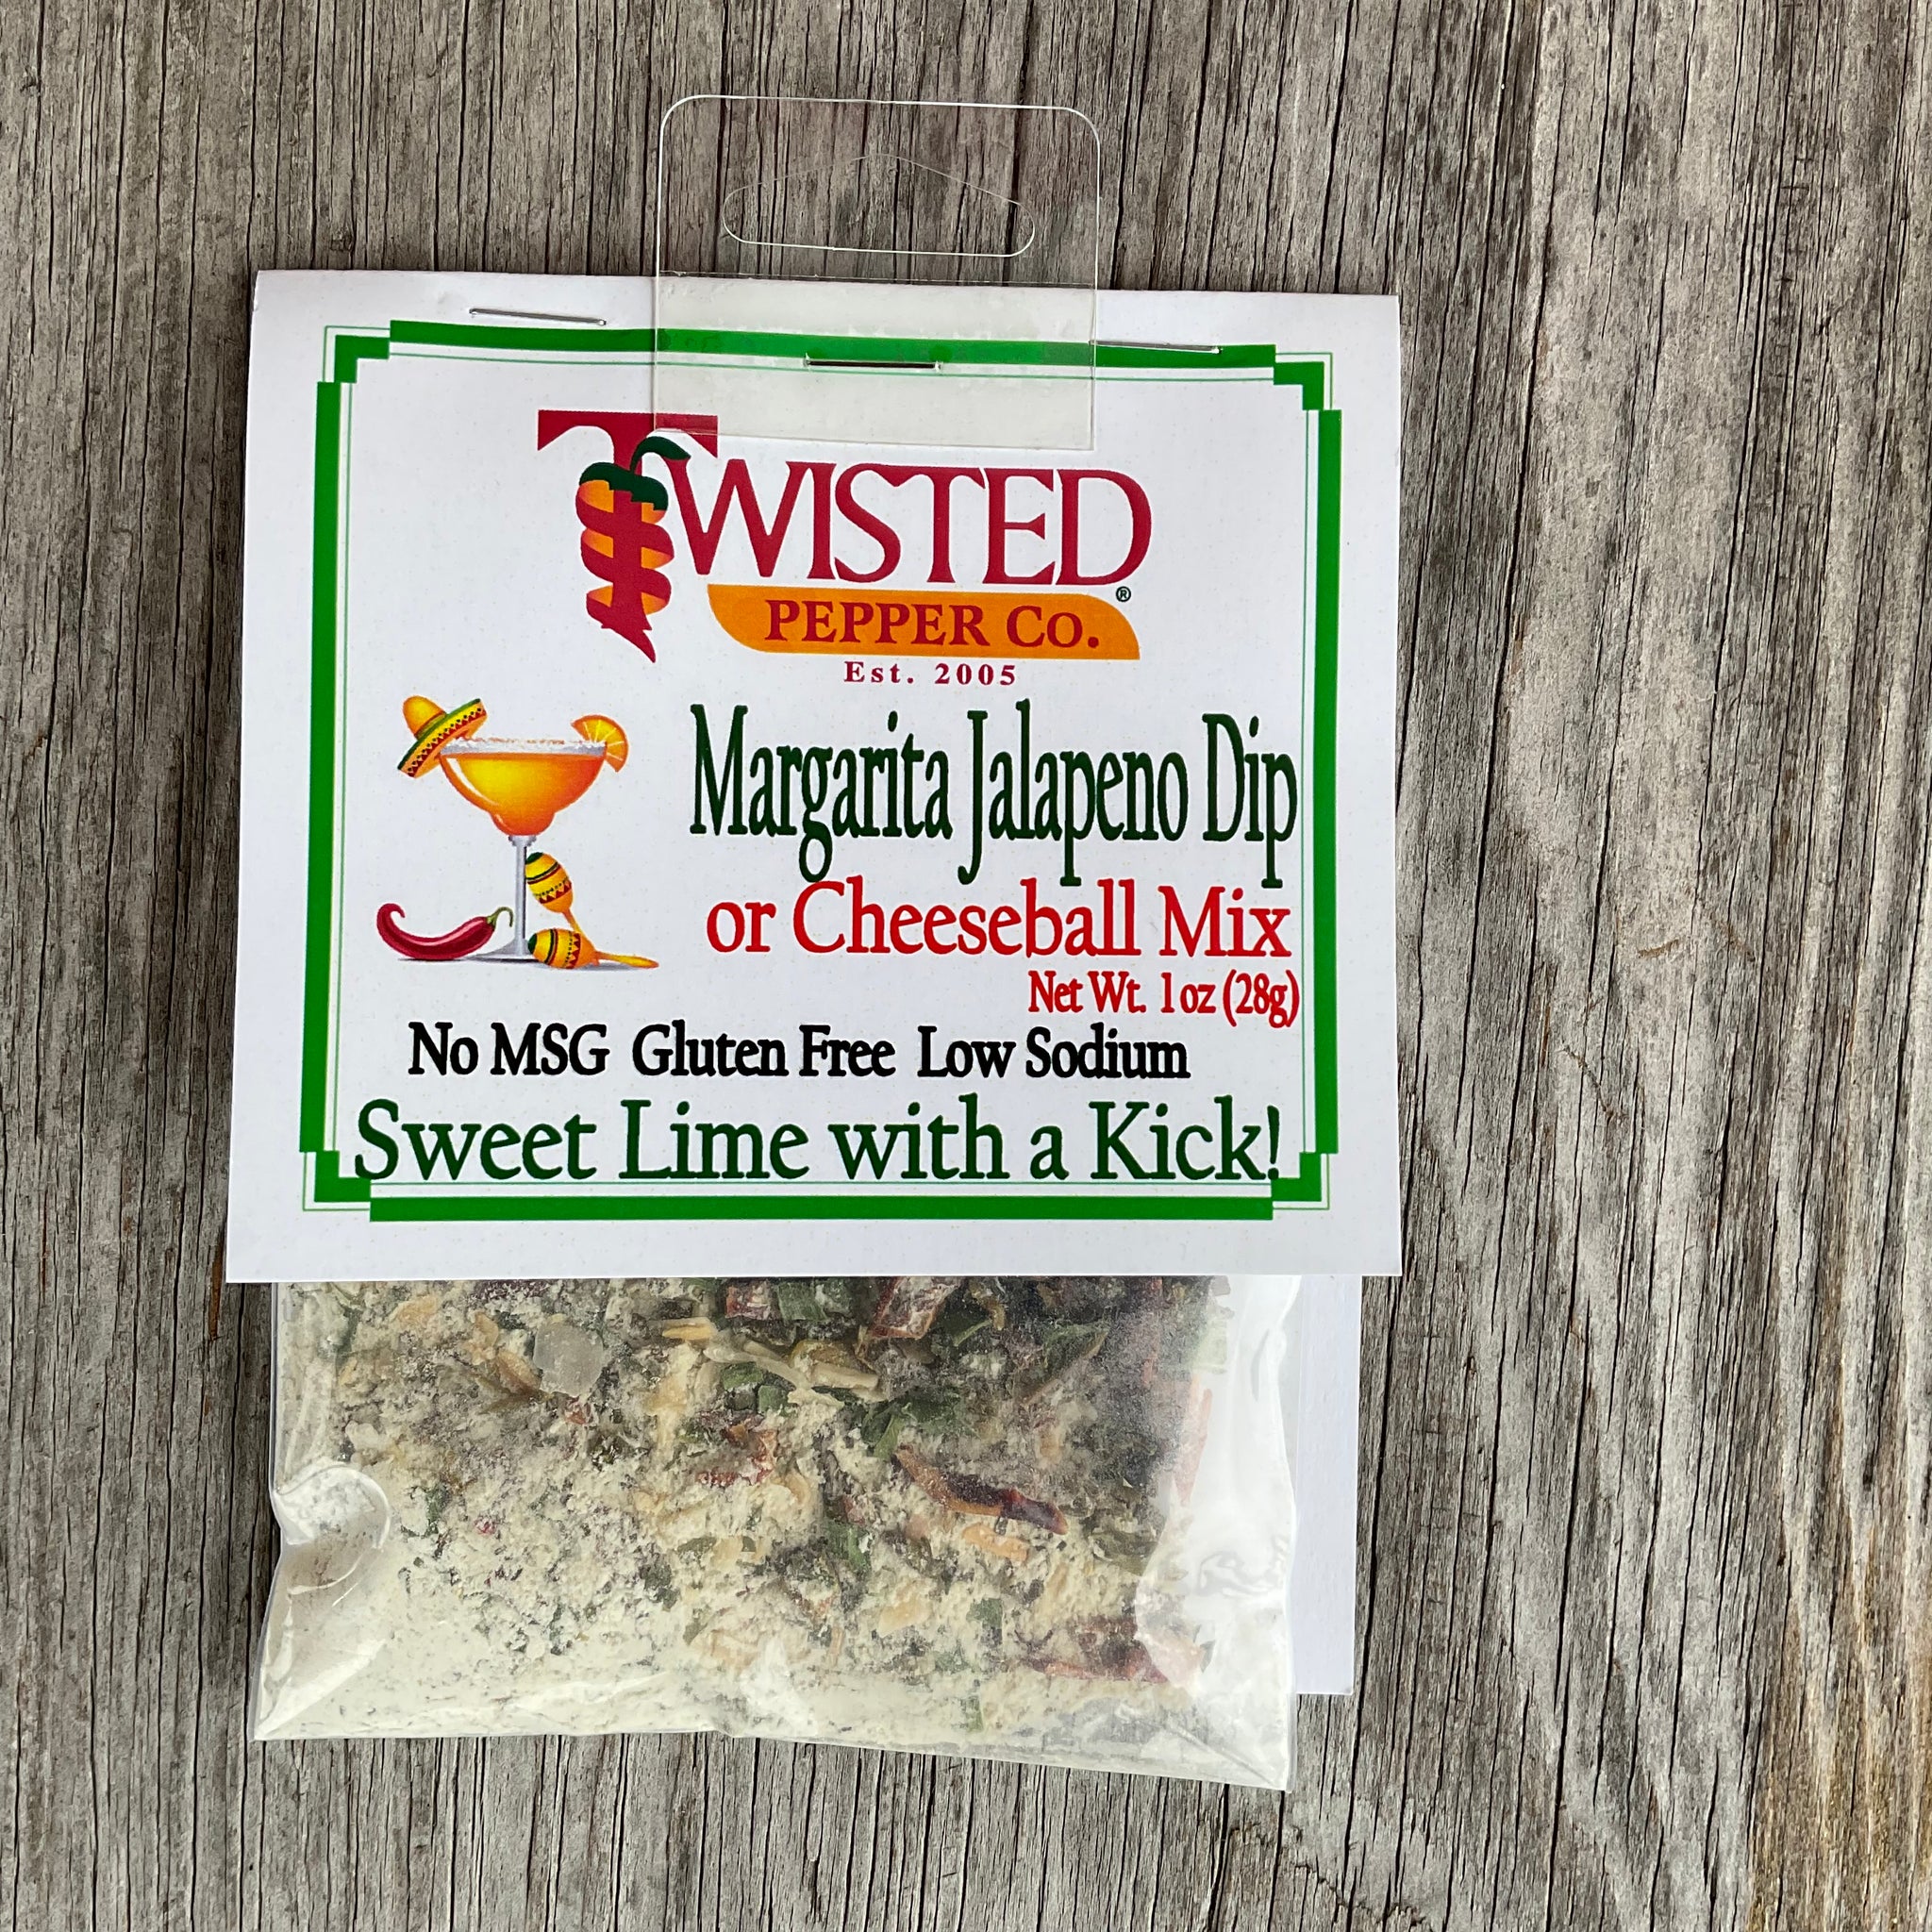 TWISTED
PEPPER CO.®
Est. 2005
Margarita Jalapeno Dip
or Cheeseball Mix
Net Wt. 1 oz (28g)
No MSG Gluten Free Low Sodium
Sweet Lime with a Kick!